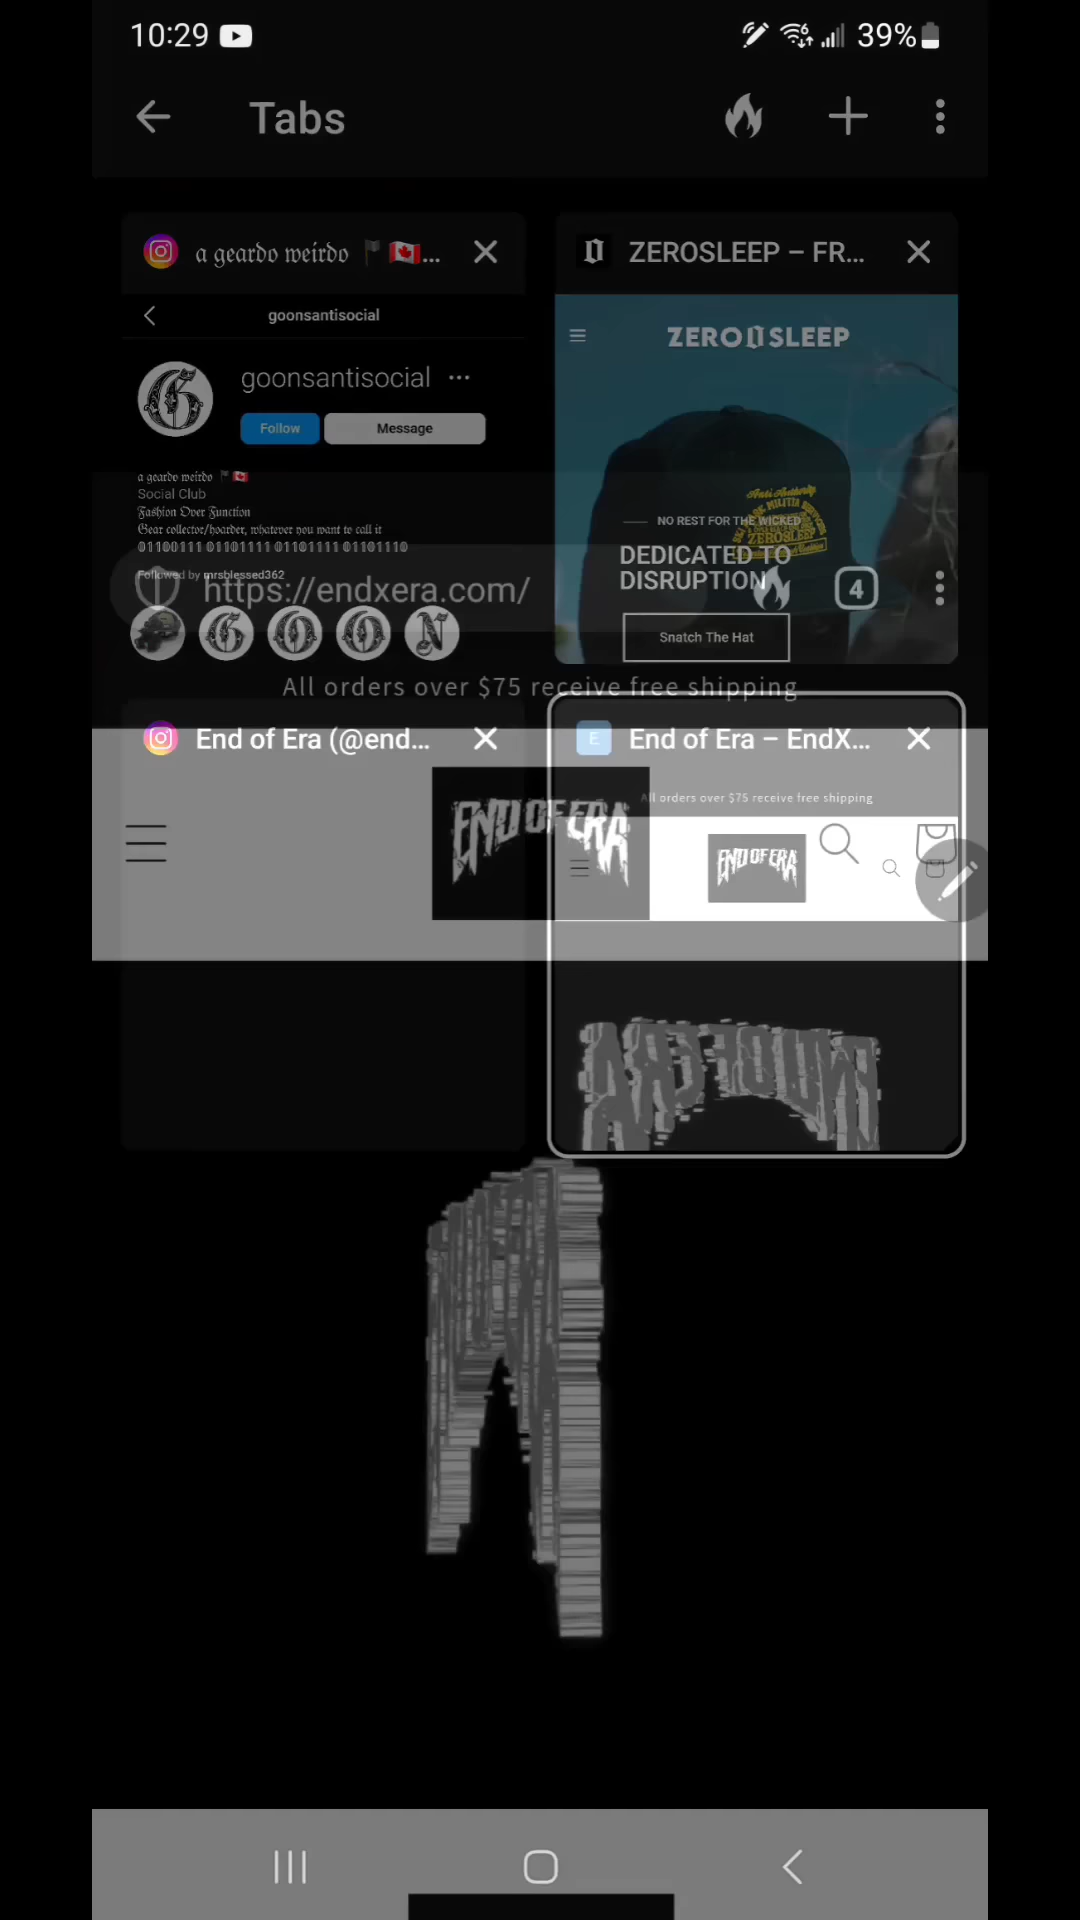 10:29
39%
Tabs
𝔞 𝔤𝔢𝔞𝔯𝔡𝔬 𝔴𝔢𝔦𝔯𝔡𝔬 🏴🇨🇦...
ZEROSLEEP – FR...
goonsantisocial
ZERO SLEEP
goonsantisocial ...
Follow
Message
𝔞 𝔤𝔢𝔞𝔯𝔡𝔬 𝔴𝔢𝔦𝔯𝔡𝔬 🏴🇨🇦
Social Club
𝔉𝔞𝔰𝔥𝔦𝔬𝔫 𝔒𝔳𝔢𝔯 𝔉𝔲𝔫𝔠𝔱𝔦𝔬𝔫
𝔊𝔢𝔞𝔯 𝔠𝔬𝔩𝔩𝔢𝔠𝔱𝔬𝔯/𝔥𝔬𝔞𝔯𝔡𝔢𝔯, 𝔴𝔥𝔞𝔱𝔢𝔳𝔢𝔯 𝔶𝔬𝔲 𝔴𝔞𝔫𝔱 𝔱𝔬 𝔠𝔞𝔩𝔩 𝔦𝔱
01100111 01101111 01101111 01101110
Followed by mrsblessed362
G O O N
Anti Authority
ZEROSLEEP
NO REST FOR THE WICKED
DEDICATED TO
DISRUPTION
Snatch The Hat
https://endxera.com/
4
All orders over $75 receive free shipping
End of Era (@end...
E
End of Era – EndX...
All orders over $75 receive free shipping
END OF ERA
END OF ERA